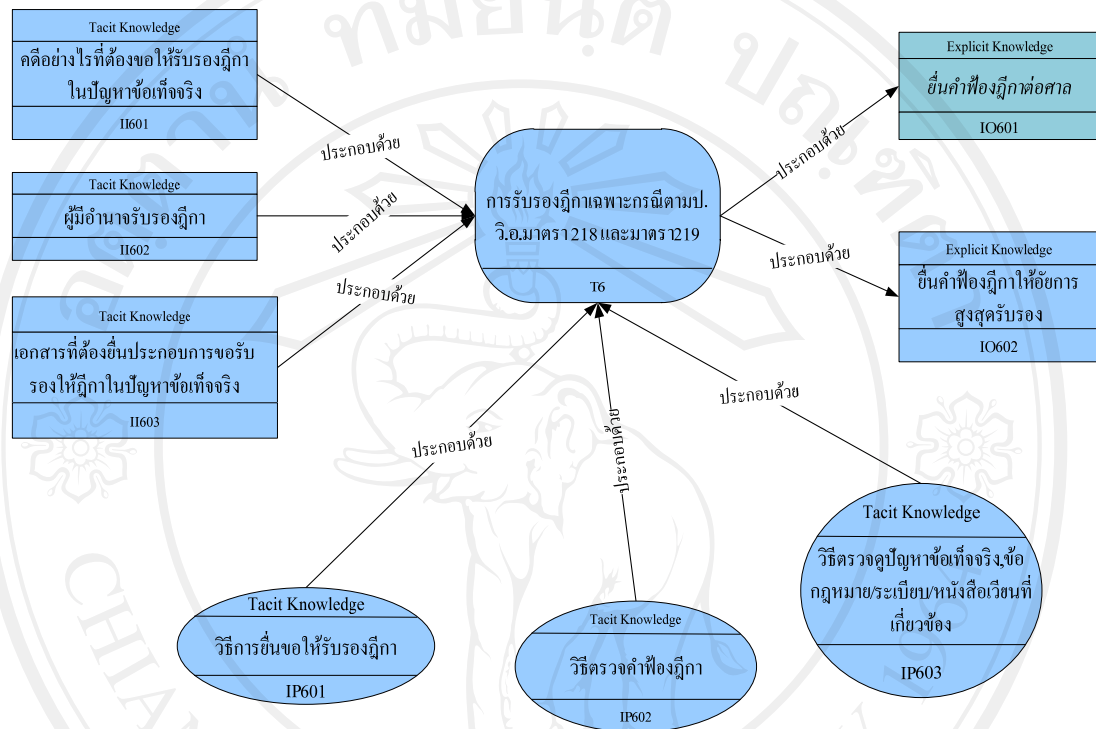 Tacit Knowledge
คดีอย่างไรที่ต้องขอให้รับรองฎีกา
ในปัญหาข้อเท็จจริง
II601
Tacit Knowledge
ผู้มีอำนาจรับรองฎีกา
II602
Tacit Knowledge
เอกสารที่ต้องยื่นประกอบการขอรับ
รองให้ฎีกาในปัญหาข้อเท็จจริง
II603
ประกอบด้วย
ประกอบด้วย
ประกอบด้วย
การรับรองฎีกาเฉพาะกรณีตามป.
วิ.อ.มาตรา 218 และมาตรา219
T6
ประกอบด้วย
ประกอบด้วย
Explicit Knowledge
ยื่นคำฟ้องฎีกาต่อศาล
IO601
Explicit Knowledge
ยื่นคำฟ้องฎีกาให้อัยการ
สูงสุดรับรอง
IO602
ประกอบด้วย
ประกอบด้วย
ประกอบด้วย
Tacit Knowledge
วิธีการยื่นขอให้รับรองฎีกา
IP601
Tacit Knowledge
วิธีตรวจคำฟ้องฎีกา
IP602
Tacit Knowledge
วิธีตรวจดูปัญหาข้อเท็จจริง,ข้อ
กฎหมาย/ระเบียบ/หนังสือเวียนที่
เกี่ยวข้อง
IP603